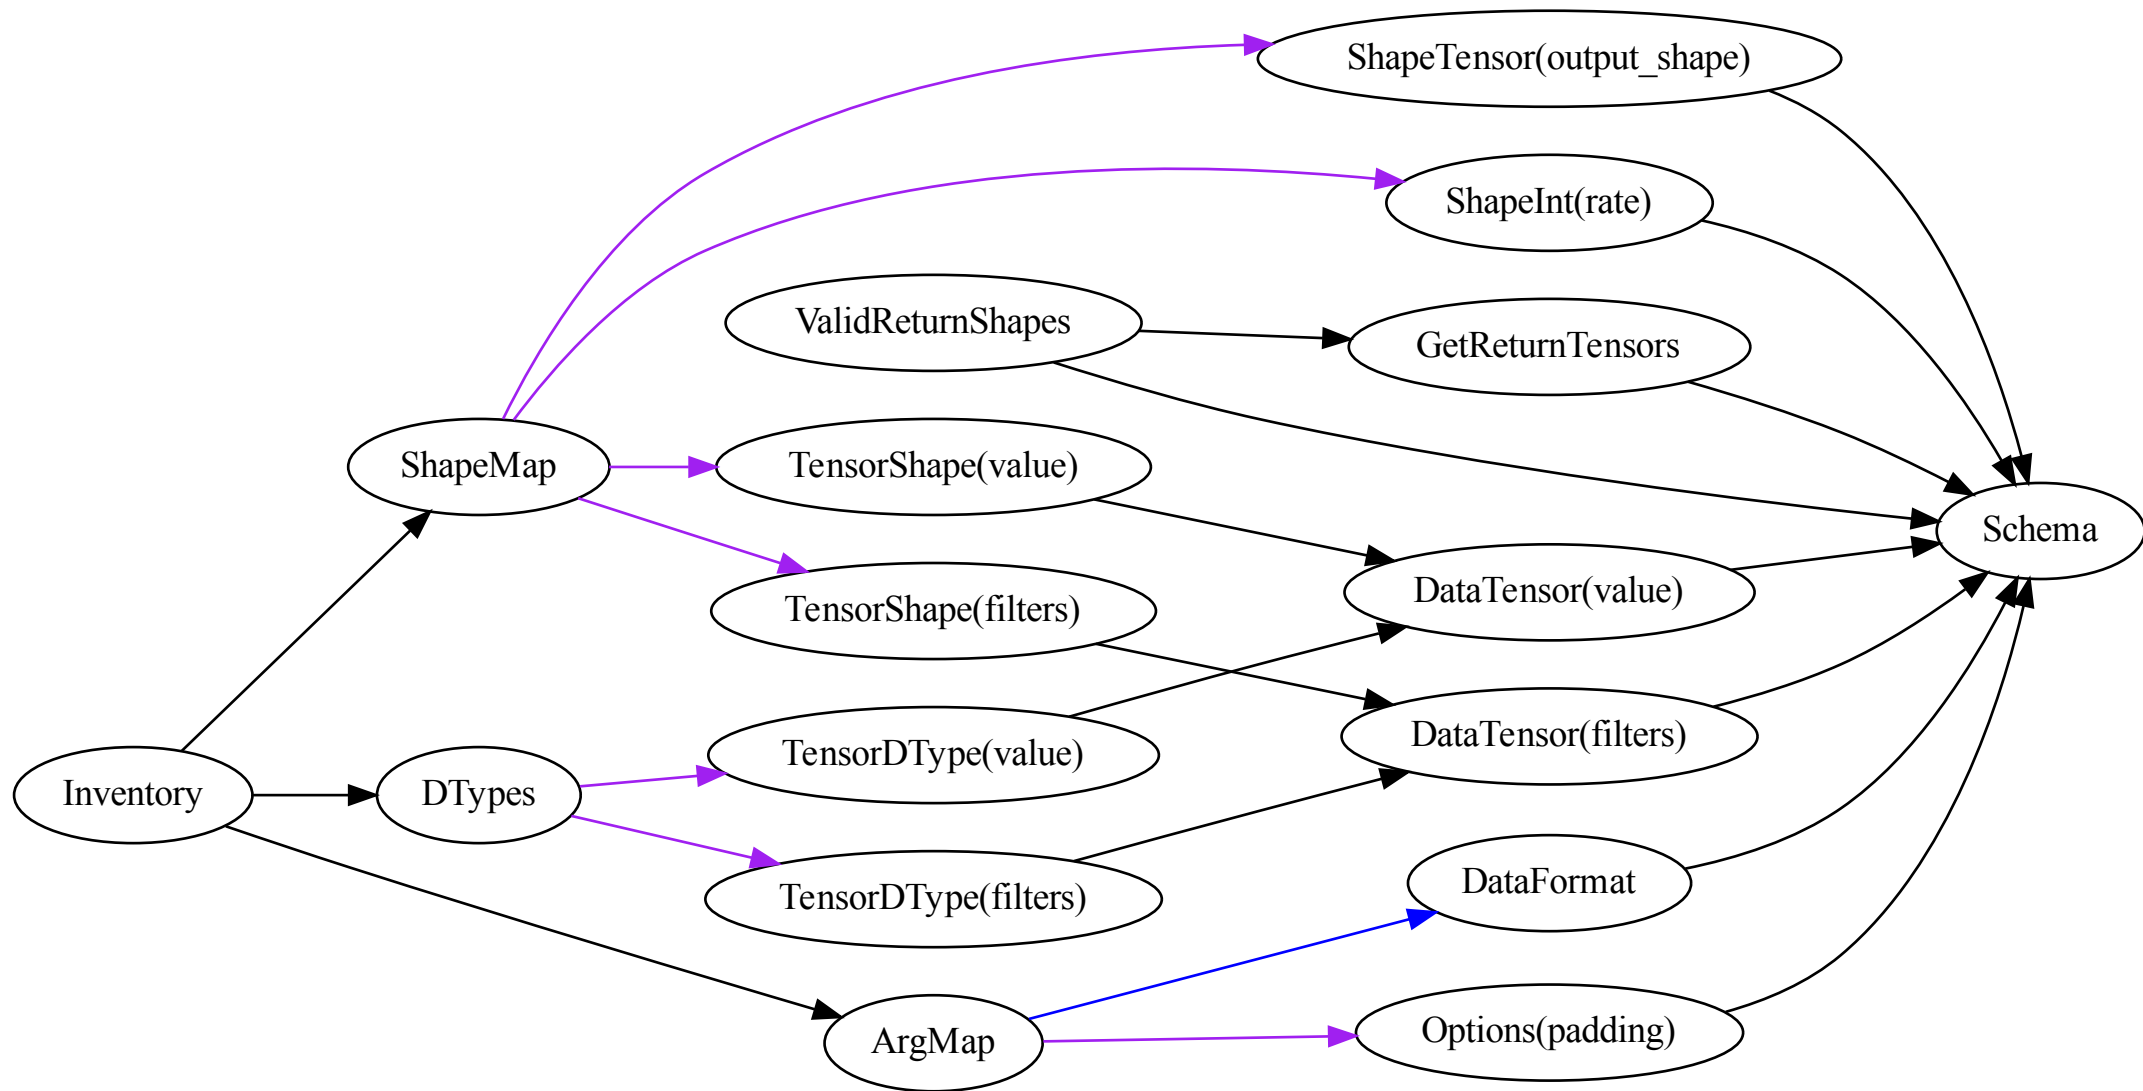 ShapeTensor(output_shape)
ShapeInt(rate)
ValidReturnShapes
GetReturnTensors
ShapeMap
TensorShape(value)
Schema
DataTensor(value)
TensorShape(filters)
DataTensor(filters)
TensorDType(value)
Inventory
DTypes
DataFormat
TensorDType(filters)
ArgMap
Options(padding)